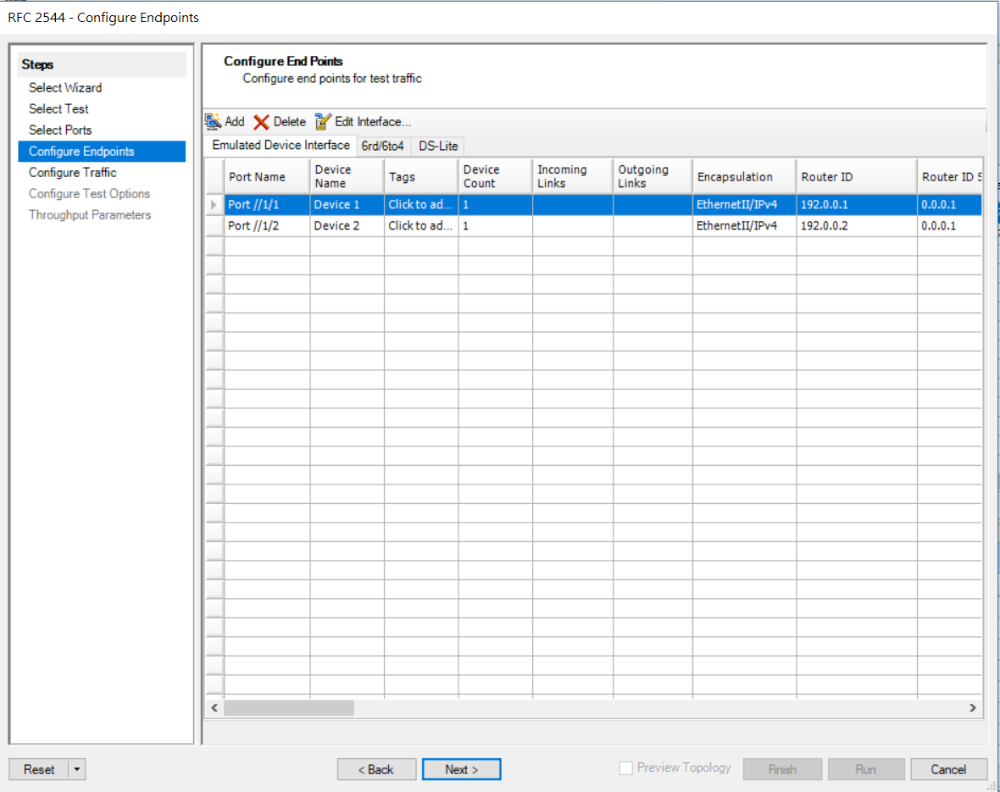 RFC 2544 - Configure Endpoints
Steps
Select Wizard
Select Test
Select Ports
Configure Endpoints
Configure Traffic
Configure Test Options
Throughput Parameters
Configure End Points
Configure end points for test traffic
Add Delete Edit Interface...
Emulated Device Interface 6rd/6to4 DS-Lite
Port Name Device Name Tags Device Count Incoming Links Outgoing Links Encapsulation Router ID Router ID S
Port //1/1 Device 1 Click to ad... 1 EthernetII/IPv4 192.0.0.1 0.0.0.1
Port //1/2 Device 2 Click to ad... 1 EthernetII/IPv4 192.0.0.2 0.0.0.1
Reset < Back Next > Preview Topology Finish Run Cancel